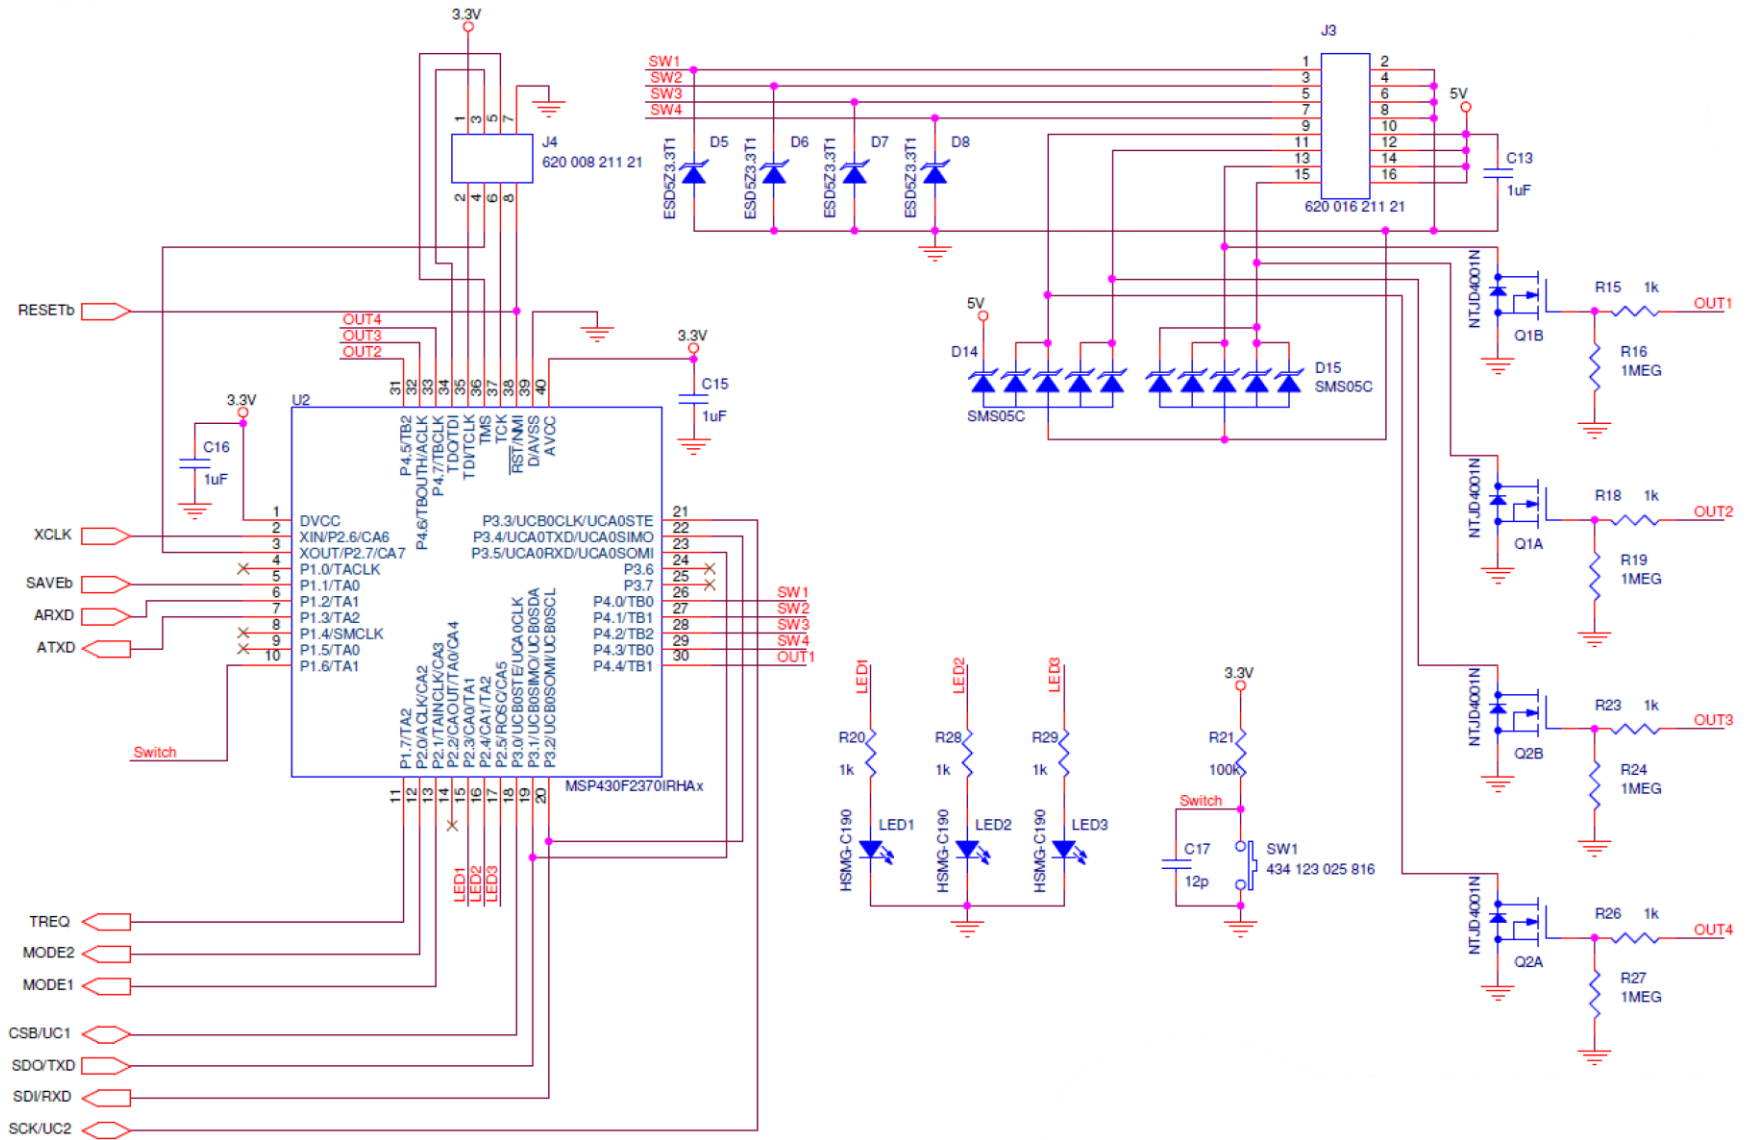 3.3V
J3
SW1
SW2
SW3
SW4
1
3
5
7
9
11
13
15
2
4
6
8
10
12
14
16
5V
C13
1uF
620 016 211 21
1
3
5
7
J4
620 008 211 21
2
4
6
8
ESD5Z3.3T1
D5
ESD5Z3.3T1
D6
ESD5Z3.3T1
D7
ESD5Z3.3T1
D8
RESETb
OUT4
OUT3
OUT2
3.3V
C15
1uF
3.3V
C16
1uF
5V
D14
SMS05C
D15
SMS05C
NTJD4001N
Q1B
R15 1k
OUT1
R16
1MEG
NTJD4001N
Q1A
R18 1k
OUT2
R19
1MEG
NTJD4001N
Q2B
R23 1k
OUT3
R24
1MEG
NTJD4001N
Q2A
R26 1k
OUT4
R27
1MEG
U2
31
32
33
34
35
36
37
38
39
40
P4.5/TB2
P4.6/TBOUTH/ACLK
P4.7/TBCLK
TDO/TDI
TDI/TCLK
TMS
TCK
RST/NMI
D/AVSS
AVCC
1 DVCC
2 XIN/P2.6/CA6
3 XOUT/P2.7/CA7
4 P1.0/TACLK
5 P1.1/TA0
6 P1.2/TA1
7 P1.3/TA2
8 P1.4/SMCLK
9 P1.5/TA0
10 P1.6/TA1
P3.3/UCB0CLK/UCA0STE 21
P3.4/UCA0TXD/UCA0SIMO 22
P3.5/UCA0RXD/UCA0SOMI 23
P3.6 24
P3.7 25
P4.0/TB0 26
P4.1/TB1 27
P4.2/TB2 28
P4.3/TB0 29
P4.4/TB1 30
SW1
SW2
SW3
SW4
OUT1
XCLK
SAVEb
ARXD
ATXD
Switch
P1.7/TA2
P2.0/ACLK/CA2
P2.1/TAINCLK/CA3
P2.2/CAOUT/TA0/CA4
P2.3/CA0/TA1
P2.4/CA1/TA2
P2.5/ROSC/CA5
P3.0/UCB0STE/UCA0CLK
P3.1/UCB0SIMO/UCB0SDA
P3.2/UCB0SOMI/UCB0SCL
11
12
13
14
15
16
17
18
19
20
MSP430F2370IRHAx
LED1
LED2
LED3
LED1
R20
1k
HSMG-C190
LED1
LED2
R28
1k
HSMG-C190
LED2
LED3
R29
1k
HSMG-C190
LED3
3.3V
R21
100k
Switch
C17
12p
SW1
434 123 025 816
TREQ
MODE2
MODE1
CSB/UC1
SDO/TXD
SDI/RXD
SCK/UC2